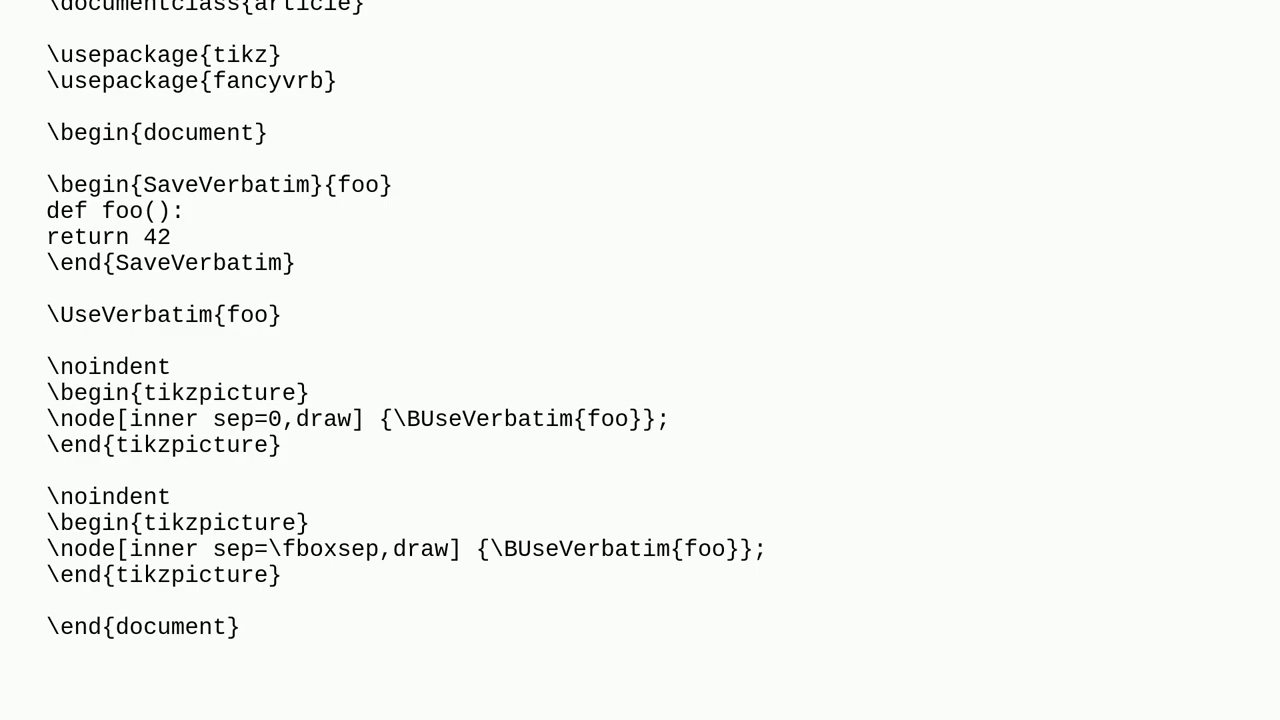 \documentclass{article}
\usepackage{tikz}
\usepackage{fancyvrb}
\begin{document}
\begin{SaveVerbatim}{foo}
def foo():
return 42
\end{SaveVerbatim}
\UseVerbatim{foo}
\noindent
\begin{tikzpicture}
\node[inner sep=0,draw] {\BUseVerbatim{foo}};
\end{tikzpicture}
\noindent
\begin{tikzpicture}
\node[inner sep=\fboxsep,draw] {\BUseVerbatim{foo}};
\end{tikzpicture}
\end{document}